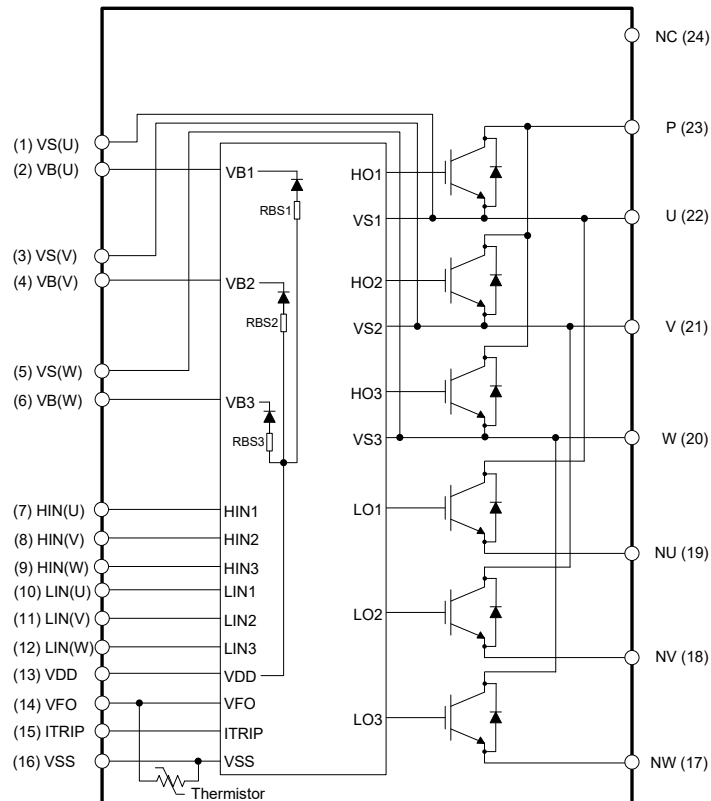 NC (24)
(1) VS(U)
P (23)
(2) VB(U)
VB1
HO1
RBS1
VS1
U (22)
(3) VS(V)
(4) VB(V)
VB2
HO2
RBS2
VS2
V (21)
(5) VS(W)
(6) VB(W)
VB3
HO3
RBS3
VS3
W (20)
(7) HIN(U)
HIN1
LO1
(8) HIN(V)
HIN2
NU (19)
(9) HIN(W)
HIN3
(10) LIN(U)
LIN1
(11) LIN(V)
LIN2
LO2
(12) LIN(W)
LIN3
NV (18)
(13) VDD
VDD
(14) VFO
VFO
LO3
(15) ITRIP
ITRIP
(16) VSS
VSS
NW (17)
Thermistor